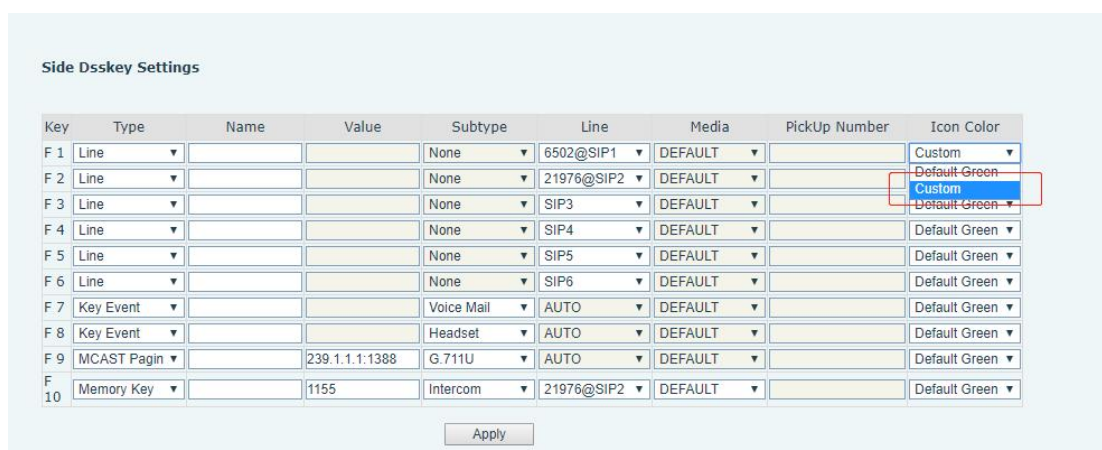 Side Dsskey Settings
Key Type Name Value Subtype Line Media PickUp Number Icon Color
F 1 Line None 6502@SIP1 DEFAULT Custom
Default Green
Custom
F 2 Line None 21976@SIP2 DEFAULT
F 3 Line None SIP3 DEFAULT Default Green
F 4 Line None SIP4 DEFAULT Default Green
F 5 Line None SIP5 DEFAULT Default Green
F 6 Line None SIP6 DEFAULT Default Green
F 7 Key Event Voice Mail AUTO DEFAULT Default Green
F 8 Key Event Headset AUTO DEFAULT Default Green
F 9 MCAST Pagin 239.1.1.1:1388 G.711U AUTO DEFAULT Default Green
F 10 Memory Key 1155 Intercom 21976@SIP2 DEFAULT Default Green
Apply